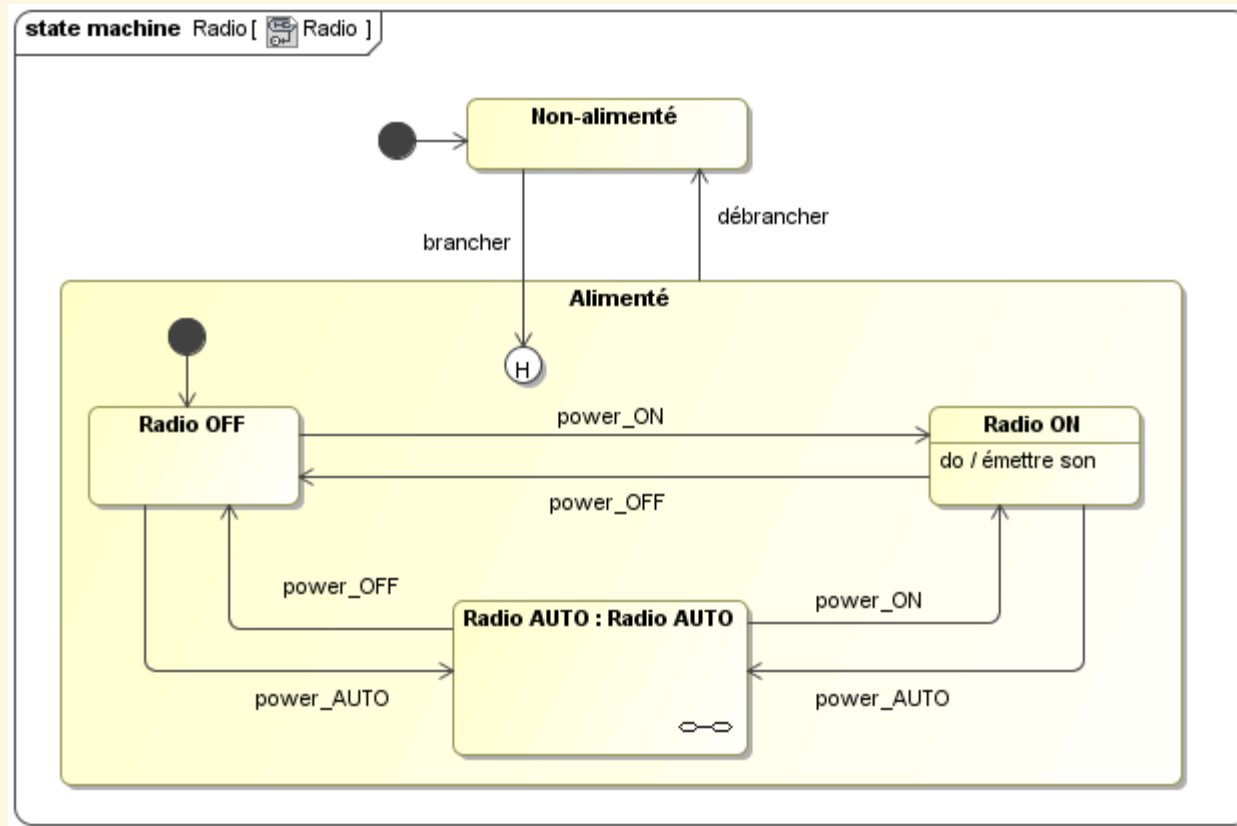 state machine Radio [ Radio ]
Non-alimenté
débrancher
brancher
Alimenté
H
Radio OFF
power_ON
Radio ON
do / émettre son
power_OFF
power_OFF
Radio AUTO : Radio AUTO
power_ON
power_AUTO
power_AUTO